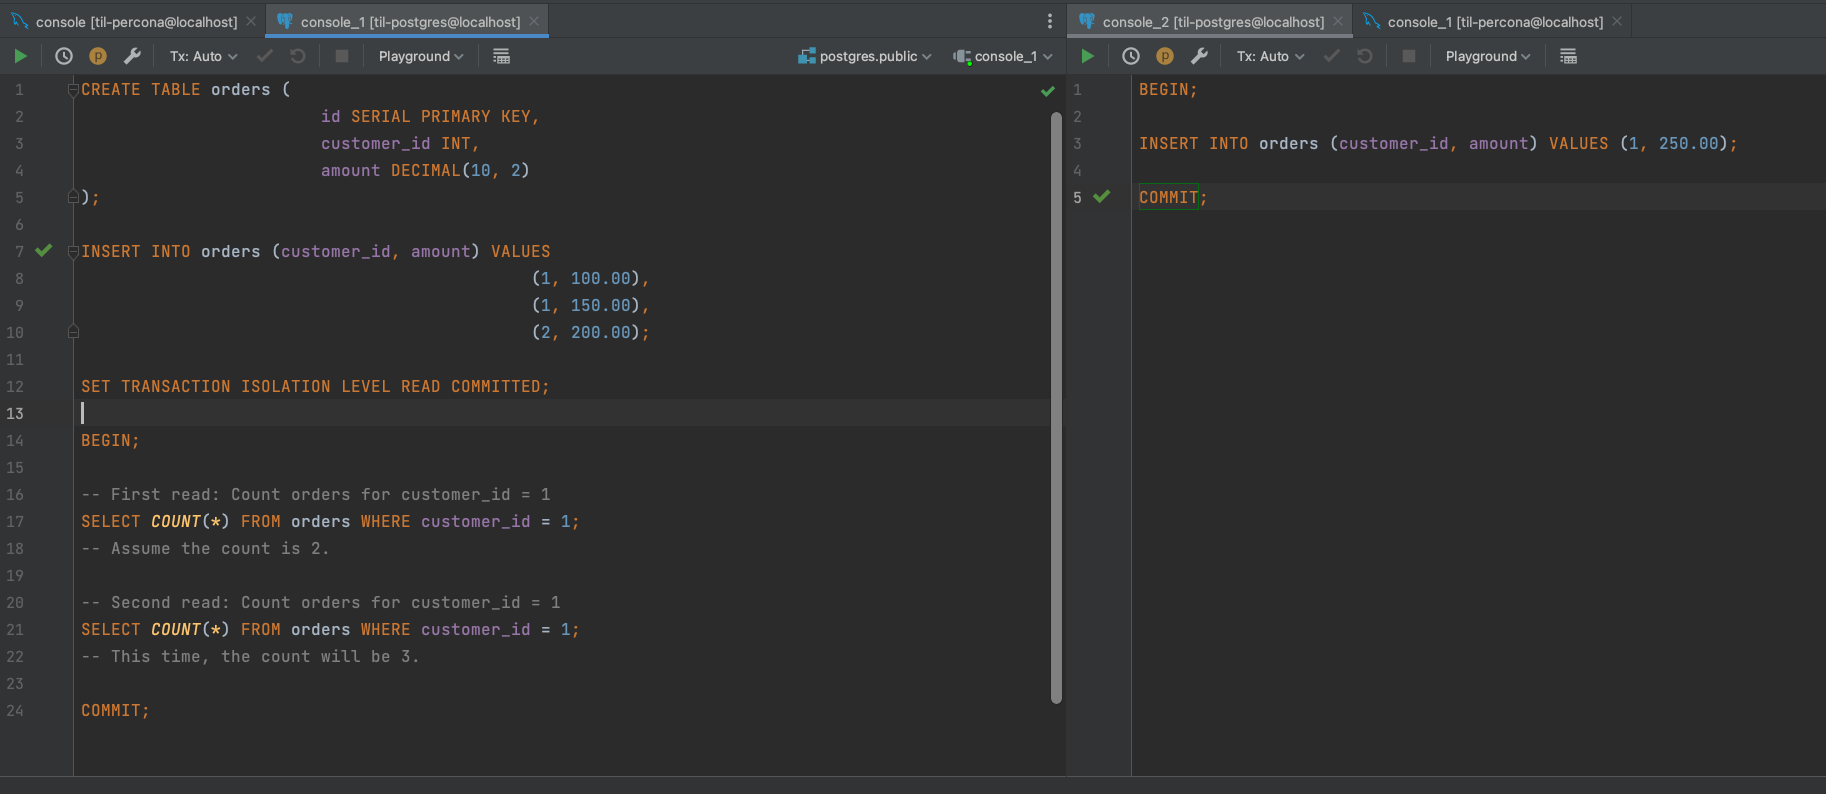 console [til-percona@localhost] console_1 [til-postgres@localhost]
Tx: Auto Playground postgres.public console_1
1 CREATE TABLE orders (
2 id SERIAL PRIMARY KEY,
3 customer_id INT,
4 amount DECIMAL(10, 2)
5 );
6
7 INSERT INTO orders (customer_id, amount) VALUES
8 (1, 100.00),
9 (1, 150.00),
10 (2, 200.00);
11
12 SET TRANSACTION ISOLATION LEVEL READ COMMITTED;
13
14 BEGIN;
15
16 -- First read: Count orders for customer_id = 1
17 SELECT COUNT(*) FROM orders WHERE customer_id = 1;
18 -- Assume the count is 2.
19
20 -- Second read: Count orders for customer_id = 1
21 SELECT COUNT(*) FROM orders WHERE customer_id = 1;
22 -- This time, the count will be 3.
23
24 COMMIT;
console_2 [til-postgres@localhost] console_1 [til-percona@localhost]
Tx: Auto Playground
1 BEGIN;
2
3 INSERT INTO orders (customer_id, amount) VALUES (1, 250.00);
4
5 COMMIT;